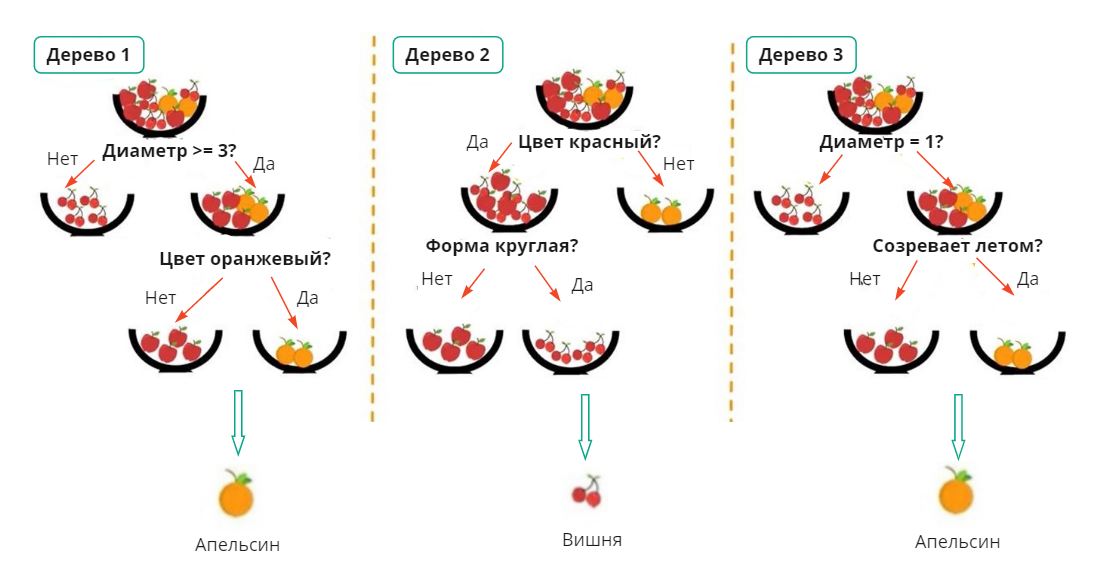 Дерево 1
Диаметр >= 3?
Нет
Да
Цвет оранжевый?
Нет
Да
Апельсин
Дерево 2
Да
Цвет красный?
Нет
Форма круглая?
Нет
Да
Вишня
Дерево 3
Диаметр = 1?
Созревает летом?
Нет
Да
Апельсин